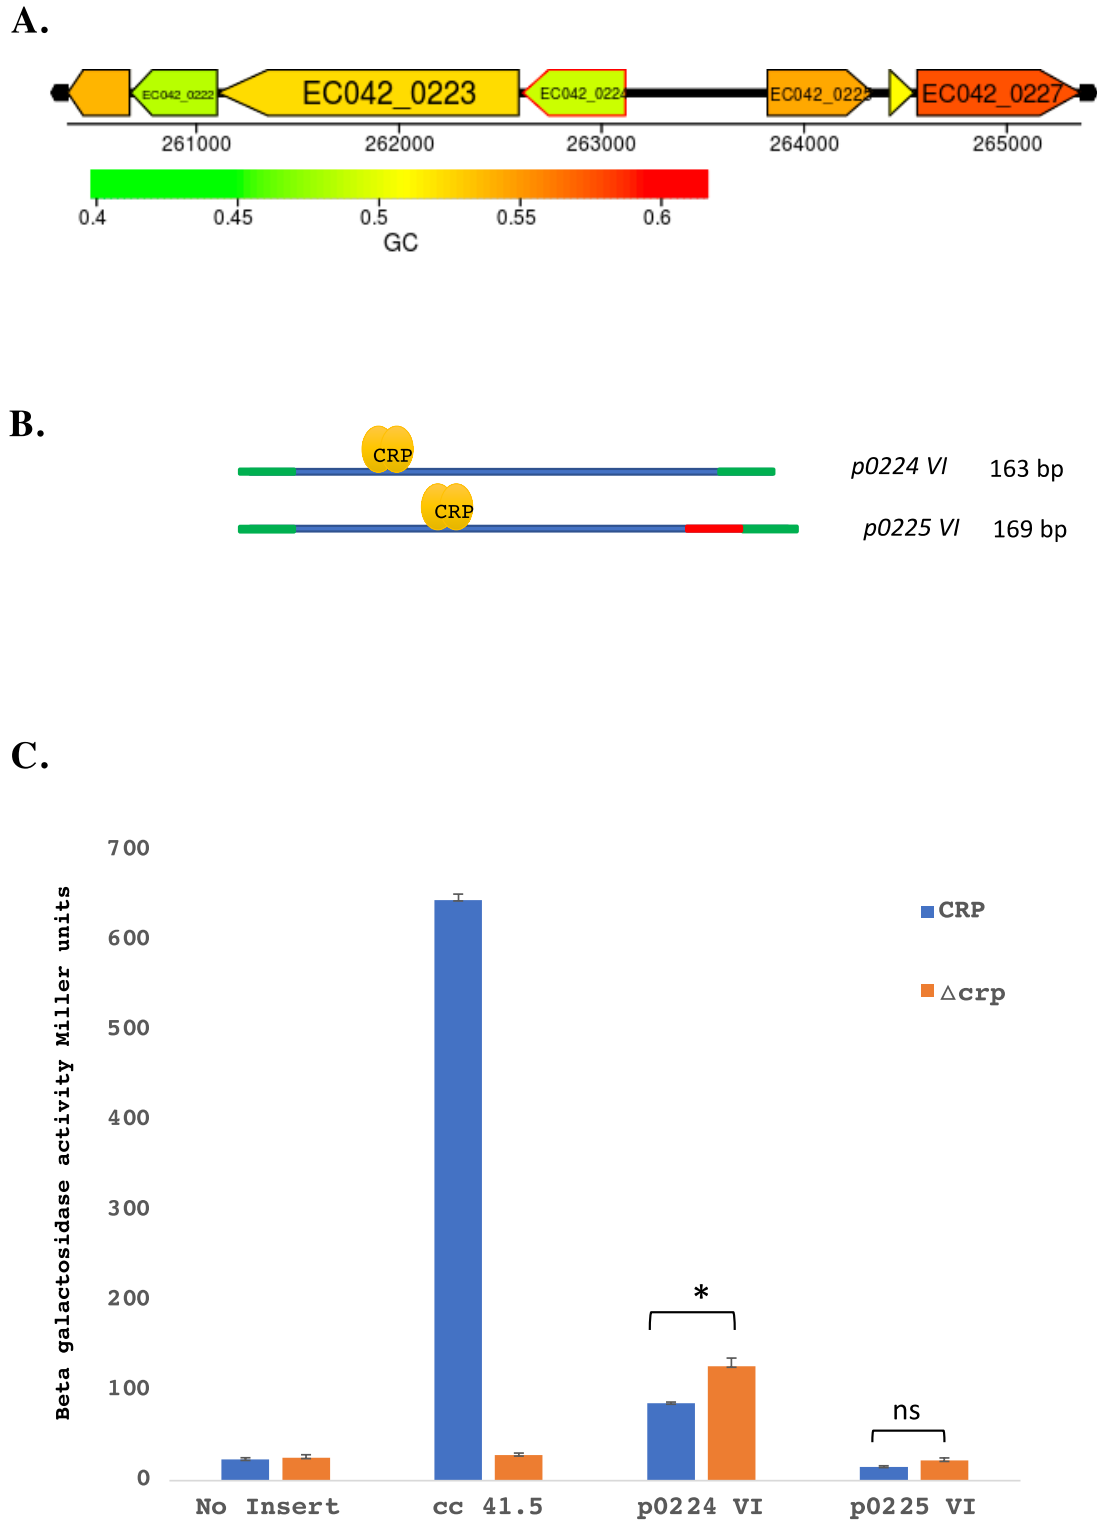 A.
EC042_0222 EC042_0223 EC042_0224 EC042_0225 EC042_0227
261000 262000 263000 264000 265000
0.4 0.45 0.5 0.55 0.6
GC
B.
CRP p0224 VI 163 bp
CRP p0225 VI 169 bp
C.
Beta galactosidase activity Miller units
700
600
500
400
300
200
100
0
CRP
△crp
*
ns
No Insert cc 41.5 p0224 VI p0225 VI